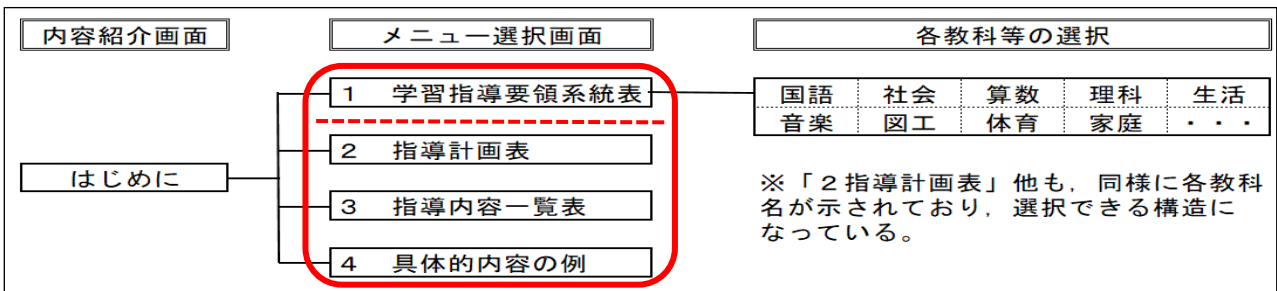 内容紹介画面
メニュー選択画面
各教科等の選択
はじめに
1 学習指導要領系統表
2 指導計画表
3 指導内容一覧表
4 具体的内容の例
国語 社会 算数 理科 生活
音楽 図工 体育 家庭 ・・・
※「2指導計画表」他も，同様に各教科
名が示されており，選択できる構造に
なっている。